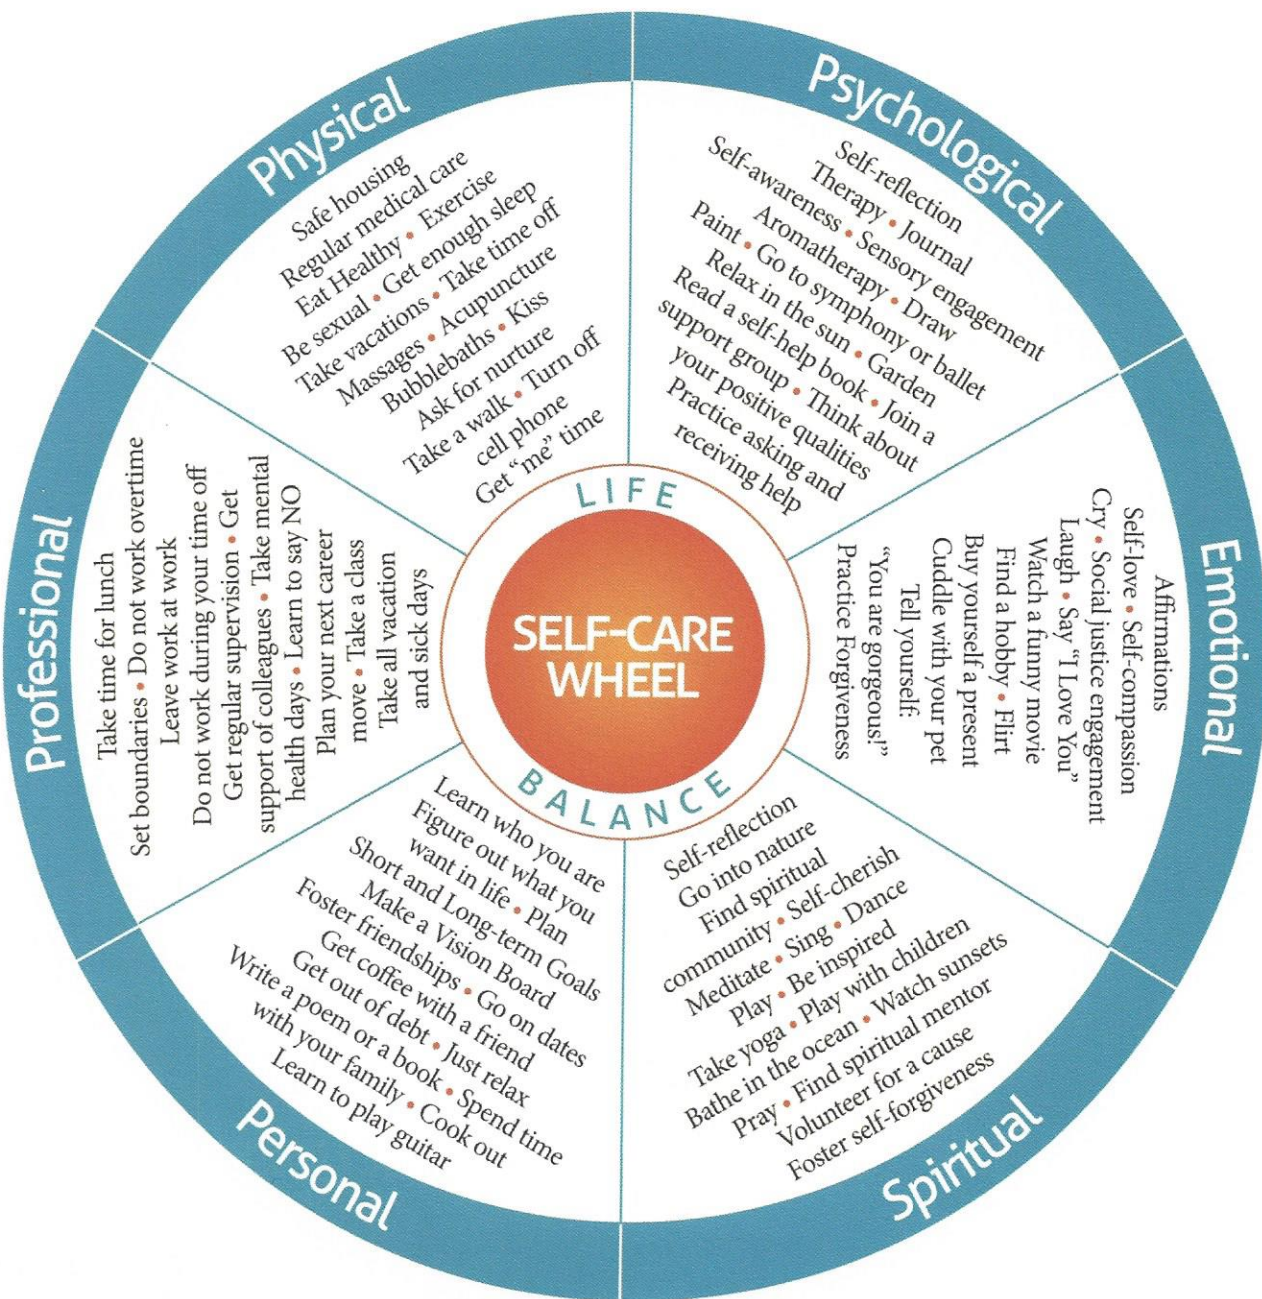 Physical
Safe housing
Regular medical care
Eat Healthy • Exercise
Be sexual • Get enough sleep
Take vacations • Take time off
Massages • Acupuncture
Bubblebaths • Kiss
Ask for nurture
Take a walk • Turn off
cell phone
Get "me" time
Psychological
Self-reflection
Therapy • Journal
Self-awareness • Sensory engagement
Aromatherapy • Draw
Paint • Go to symphony or ballet
Relax in the sun • Garden
Read a self-help book • Join a
support group • Think about
your positive qualities
Practice asking and
receiving help
Emotional
Affirmations
Self-love • Self-compassion
Cry • Social justice engagement
Laugh • Say "I Love You"
Watch a funny movie
Find a hobby • Flirt
Buy yourself a present
Cuddle with your pet
Tell yourself:
"You are gorgeous!"
Practice Forgiveness
Spiritual
Self-reflection
Go into nature
Find spiritual
community • Self-cherish
Meditate • Sing • Dance
Play • Be inspired
Take yoga • Play with children
Bathe in the ocean • Watch sunsets
Pray • Find spiritual mentor
Volunteer for a cause
Foster self-forgiveness
Personal
Learn who you are
Figure out what you
want in life • Plan
Short and Long-term Goals
Make a Vision Board
Foster friendships • Go on dates
Get coffee with a friend
Get out of debt • Just relax
Write a poem or a book • Spend time
with your family • Cook out
Learn to play guitar
Professional
Take time for lunch
Set boundaries • Do not work overtime
Leave work at work
Do not work during your time off
Get regular supervision • Get
support of colleagues • Take mental
health days • Learn to say NO
Plan your next career
move • Take a class
Take all vacation
and sick days
LIFE
SELF-CARE
WHEEL
BALANCE